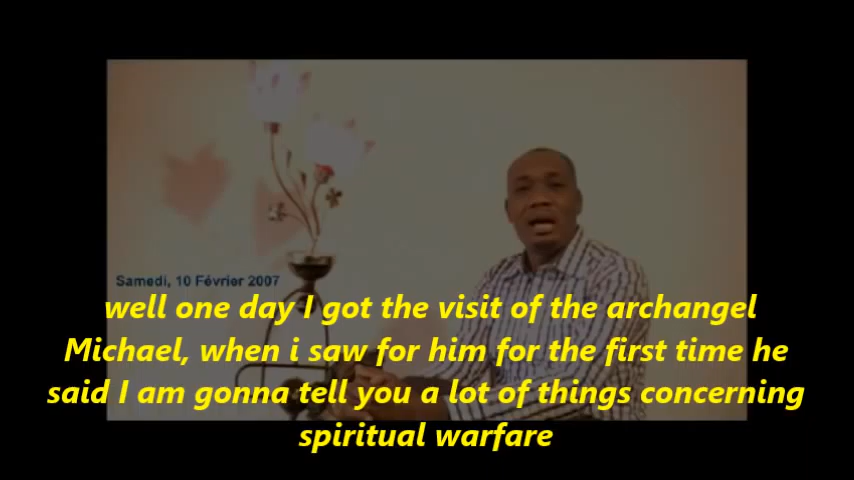 Samedi, 10 Février 2007
well one day I got the visit of the archangel
Michael, when i saw for him for the first time he
said I am gonna tell you a lot of things concerning
spiritual warfare